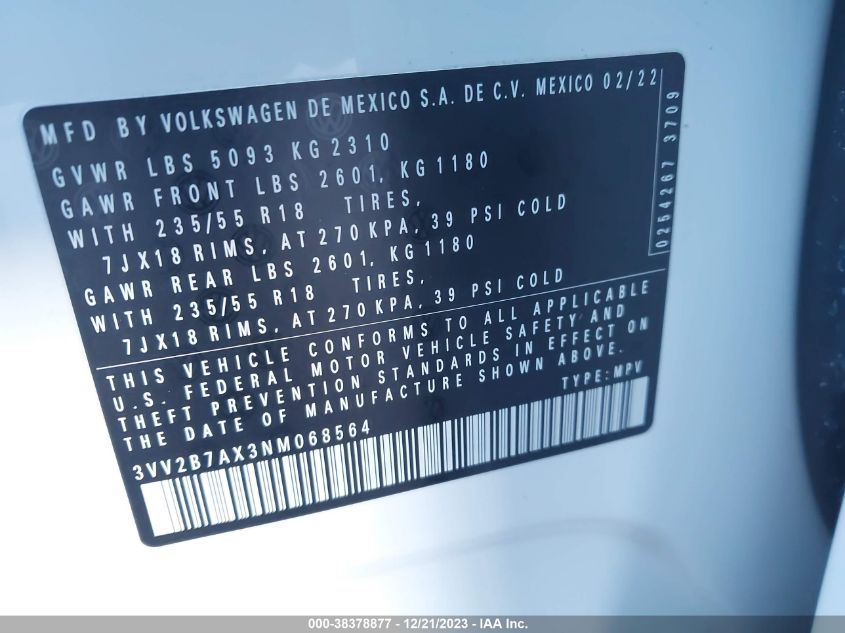 MFD BY VOLKSWAGEN DE MEXICO S.A. DE C.V. MEXICO 02/22
GVWR LBS 5093 KG 2310
GAWR FRONT LBS 2601, KG 1180
WITH 235/55 R18 TIRES,
7JX18 RIMS, AT 270 KPA, 39 PSI COLD
GAWR REAR LBS 2601, KG 1180
WITH 235/55 R18 TIRES,
7JX18 RIMS, AT 270 KPA, 39 PSI COLD
0254267 3709
THIS VEHICLE CONFORMS TO ALL APPLICABLE
U.S. FEDERAL MOTOR VEHICLE SAFETY AND
THEFT PREVENTION STANDARDS IN EFFECT ON
THE DATE OF MANUFACTURE SHOWN ABOVE.
TYPE: MPV
3VV2B7AX3NM068564
000-38378877 - 12/21/2023 - IAA Inc.